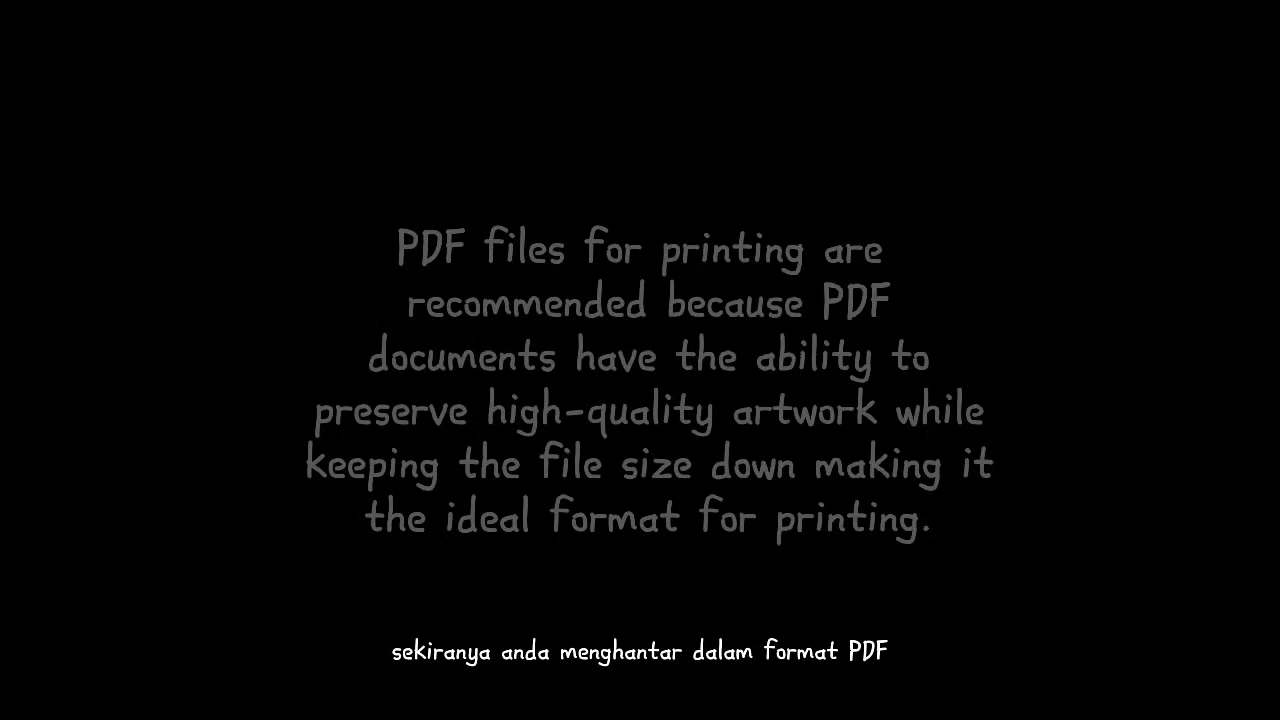 PDF files for printing are
recommended because PDF
documents have the ability to
preserve high-quality artwork while
keeping the file size down making it
the ideal format for printing.
sekiranya anda menghantar dalam format PDF